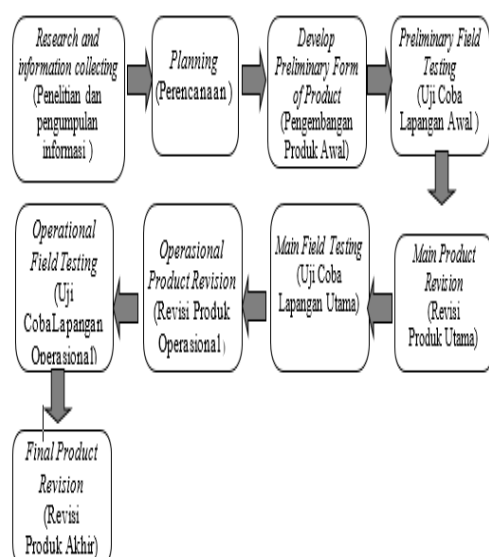 Research and
information collecting
(Penelitian dan
pengumpulan
informasi )
Planning
(Perencanaan )
Develop
Preliminary Form
of Product
(Pengembangan
Produk Awal)
Preliminary Field
Testing
(Uji Coba
Lapangan Awal )
Main Product
Revision
(Revisi
Produk Utama)
Main Field Testing
(Uji Coba
Lapangan Utama)
Operasional
Product Revision
(Revisi Produk
Operasional )
Operational
Field Testing
(Uji
CobaLapangan
Operasional)
Final Product
Revision
(Revisi
Produk Akhir)